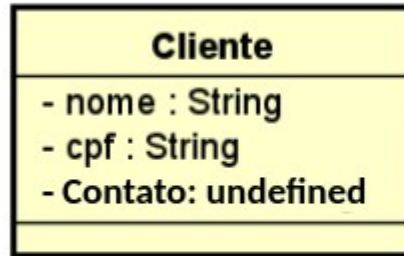 Cliente
- nome : String
- cpf : String
- Contato: undefined